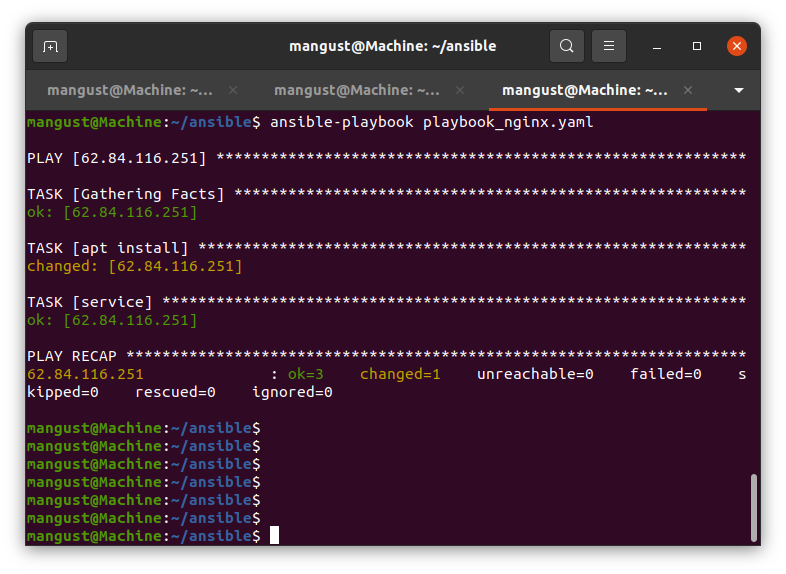 mangust@Machine: ~/ansible
mangust@Machine: ~...
mangust@Machine: ~...
mangust@Machine: ~...
mangust@Machine:~/ansible$ ansible-playbook playbook_nginx.yaml
PLAY [62.84.116.251] ***********************************************************
TASK [Gathering Facts] *********************************************************
ok: [62.84.116.251]
TASK [apt install] *************************************************************
changed: [62.84.116.251]
TASK [service] *****************************************************************
ok: [62.84.116.251]
PLAY RECAP *********************************************************************
62.84.116.251              : ok=3    changed=1    unreachable=0    failed=0    s
kipped=0    rescued=0    ignored=0
mangust@Machine:~/ansible$
mangust@Machine:~/ansible$
mangust@Machine:~/ansible$
mangust@Machine:~/ansible$
mangust@Machine:~/ansible$
mangust@Machine:~/ansible$
mangust@Machine:~/ansible$